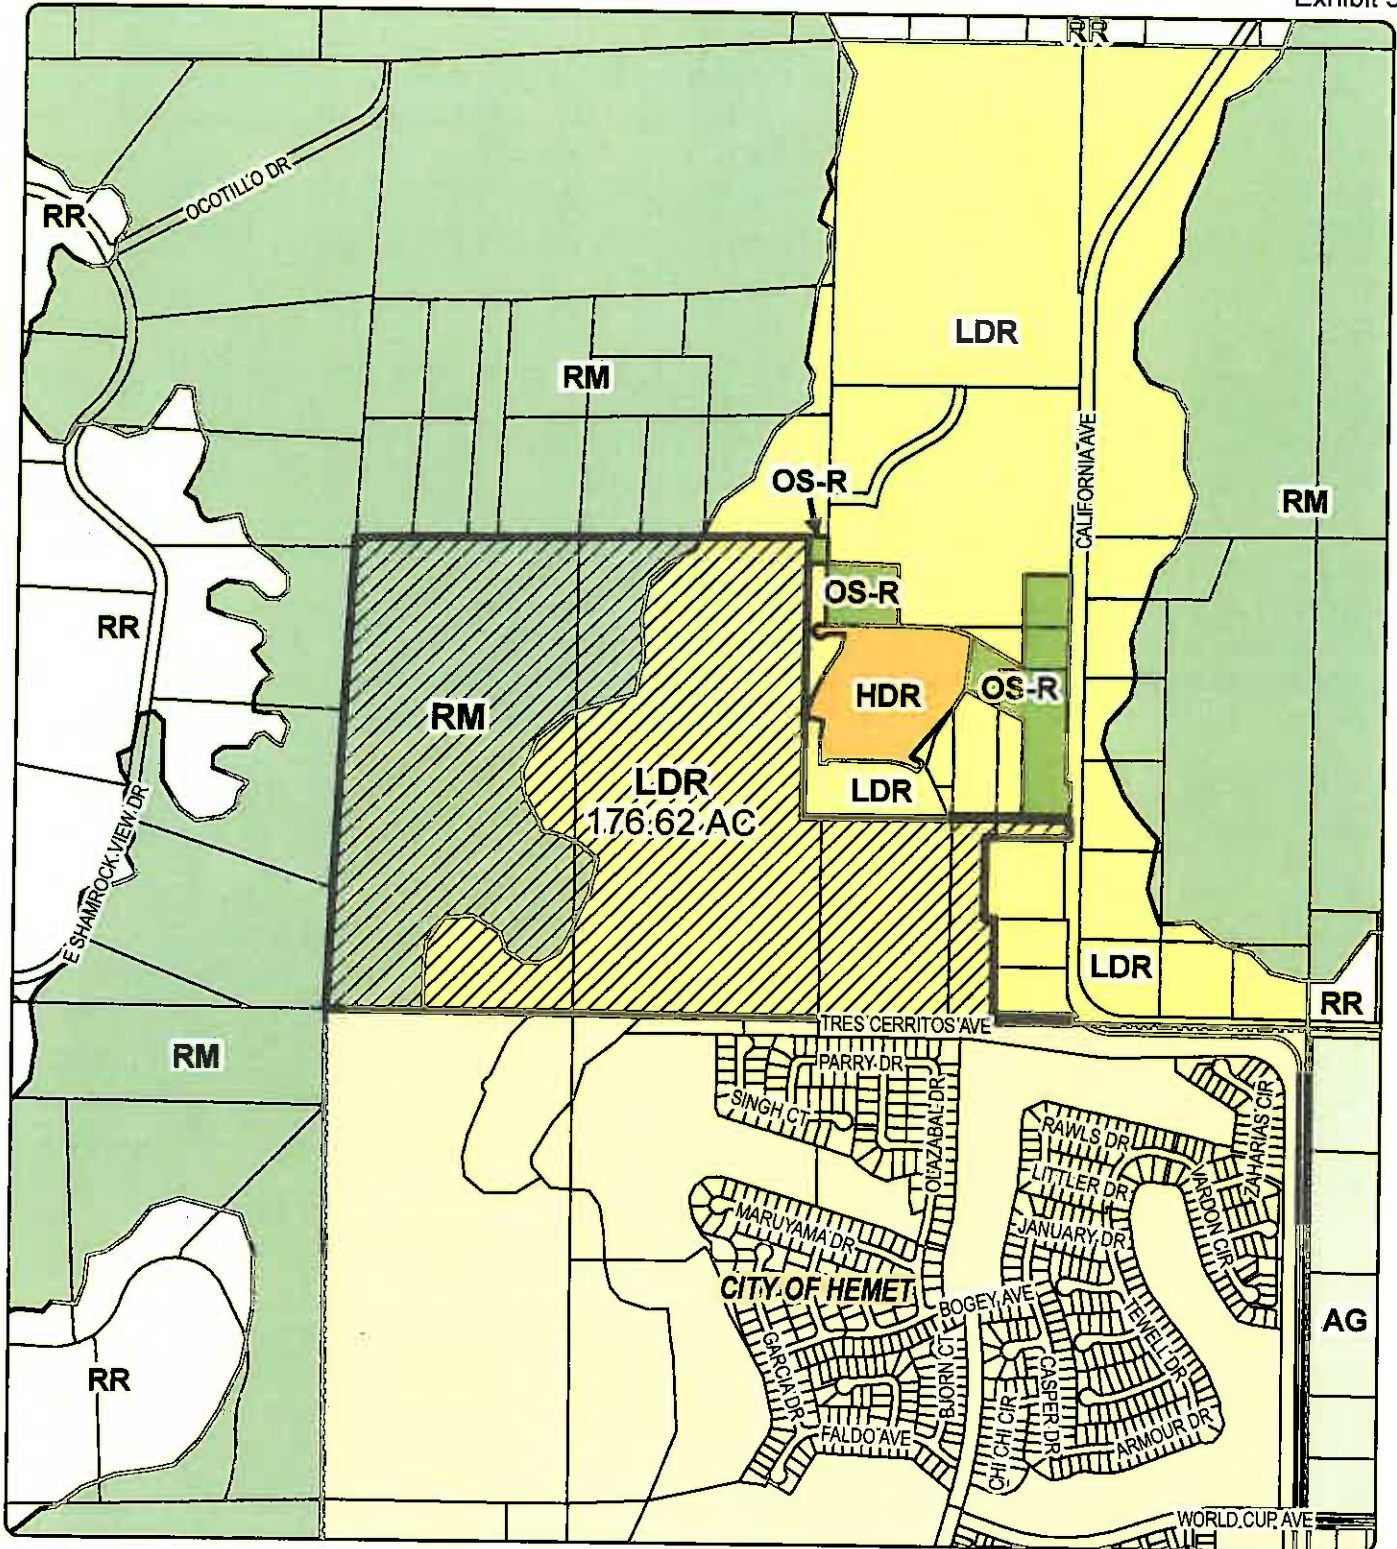 Exhibit 5
RR
OCOTILLO DR
RR
LDR
RM
CALIFORNIA AVE
OS-R
RM
OS-R
RR
OS-R
HDR
RM
LDR
176.62 AC
LDR
E SHAMROCK VIEW DR
LDR
RR
TRES CERRITOS AVE
RM
PARRY DR
SINGH CT
OLAZABAL DR
RAWLS DR
ZAHARIAS CIR
LITTLER DR
VARDON CIR
MARUYAMA DR
JANUARY DR
CITY OF HEMET
BOGEY AVE
TEWELL DR
AG
GARCIA DR
BJORN CT
CASPER DR
RR
CHI CHI CIR
FALDO AVE
ARMOUR DR
WORLD CUP AVE